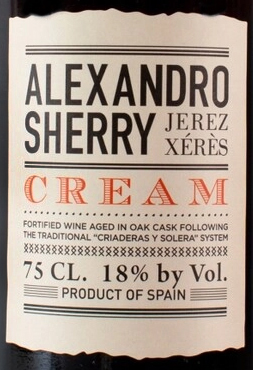 ALEXANDRO
SHERRY JEREZ
XÉRÈS
CREAM
FORTIFIED WINE AGED IN OAK CASK FOLLOWING
THE TRADITIONAL "CRIADERAS Y SOLERA" SYSTEM
75 CL. 18% by Vol.
PRODUCT OF SPAIN